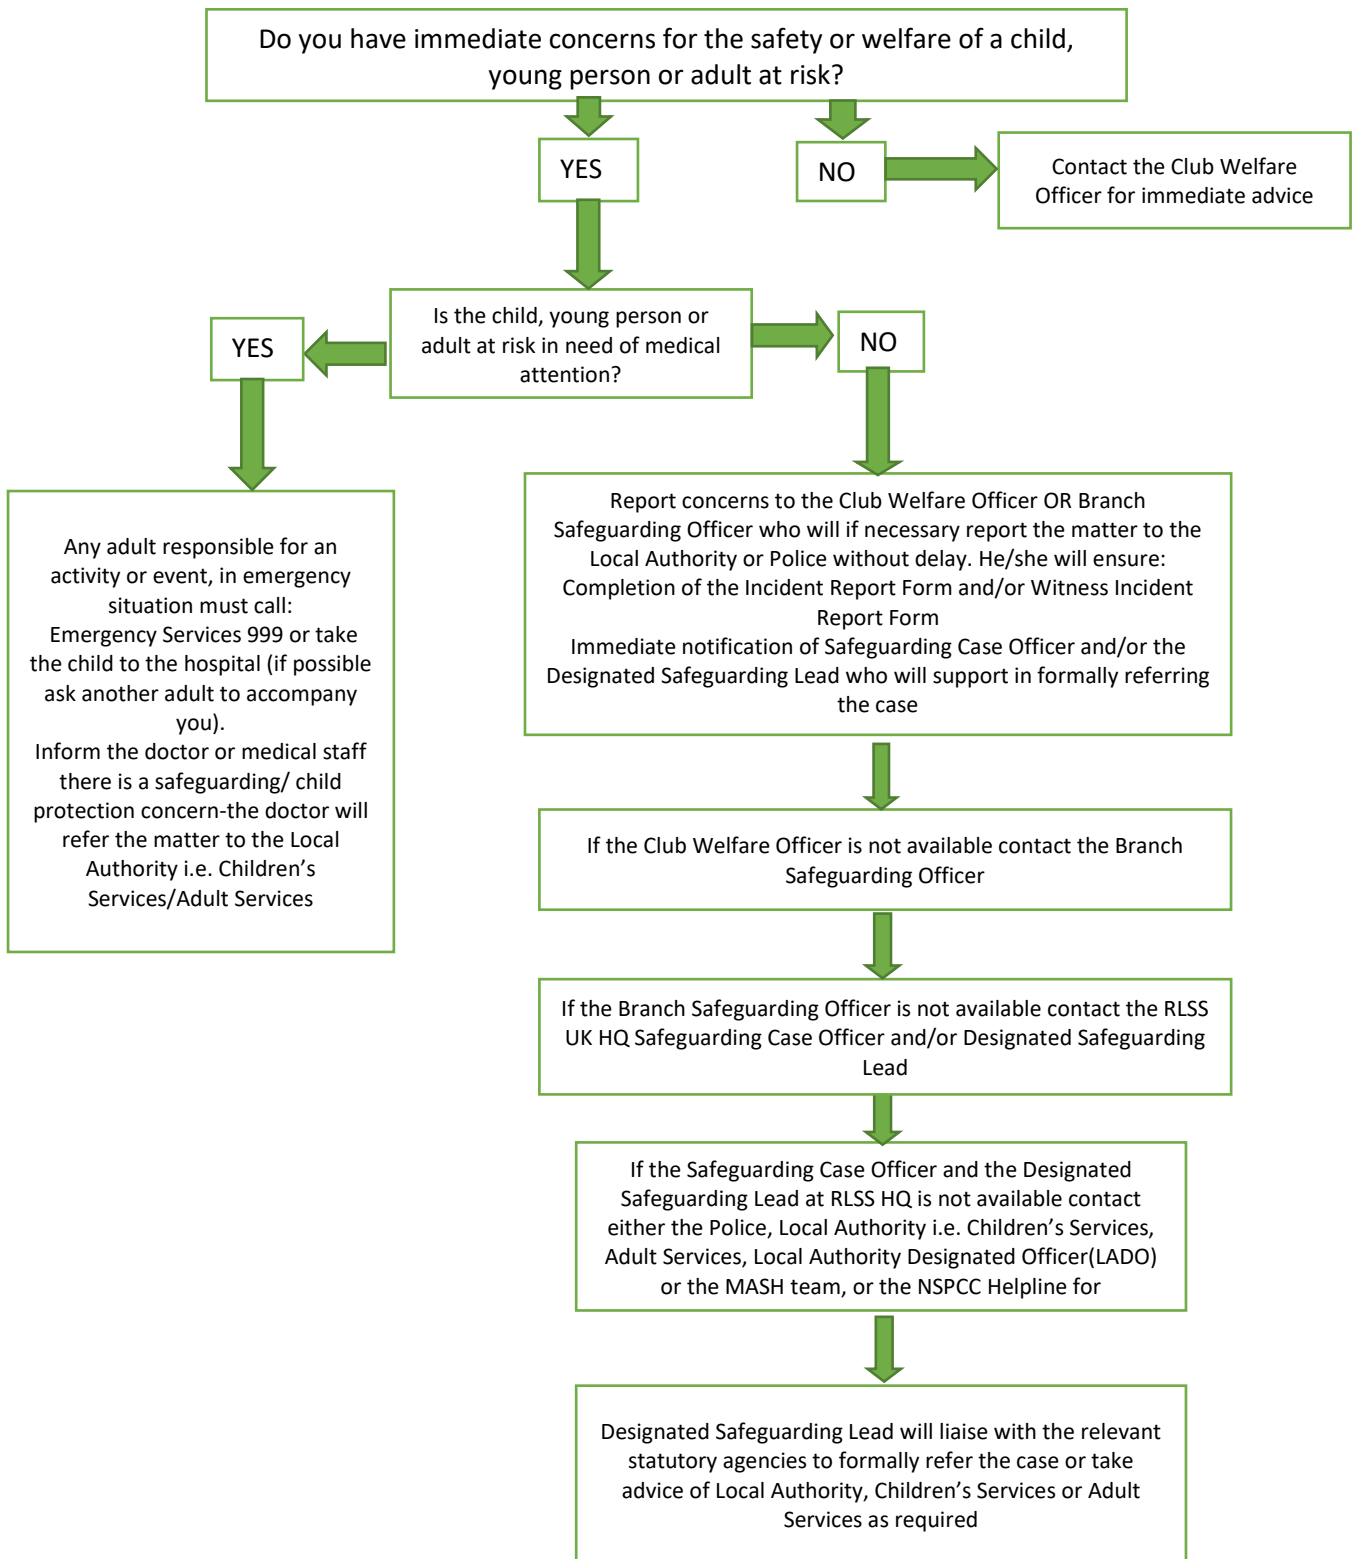 Do you have immediate concerns for the safety or welfare of a child,
young person or adult at risk?
YES
NO
Contact the Club Welfare
Officer for immediate advice
Is the child, young person or
adult at risk in need of medical
attention?
YES
NO
Any adult responsible for an
activity or event, in emergency
situation must call:
Emergency Services 999 or take
the child to the hospital (if possible
ask another adult to accompany
you).
Inform the doctor or medical staff
there is a safeguarding/ child
protection concern-the doctor will
refer the matter to the Local
Authority i.e. Children’s
Services/Adult Services
Report concerns to the Club Welfare Officer OR Branch
Safeguarding Officer who will if necessary report the matter to the
Local Authority or Police without delay. He/she will ensure:
Completion of the Incident Report Form and/or Witness Incident
Report Form
Immediate notification of Safeguarding Case Officer and/or the
Designated Safeguarding Lead who will support in formally referring
the case
If the Club Welfare Officer is not available contact the Branch
Safeguarding Officer
If the Branch Safeguarding Officer is not available contact the RLSS
UK HQ Safeguarding Case Officer and/or Designated Safeguarding
Lead
If the Safeguarding Case Officer and the Designated
Safeguarding Lead at RLSS HQ is not available contact
either the Police, Local Authority i.e. Children’s Services,
Adult Services, Local Authority Designated Officer(LADO)
or the MASH team, or the NSPCC Helpline for
Designated Safeguarding Lead will liaise with the relevant
statutory agencies to formally refer the case or take
advice of Local Authority, Children’s Services or Adult
Services as required